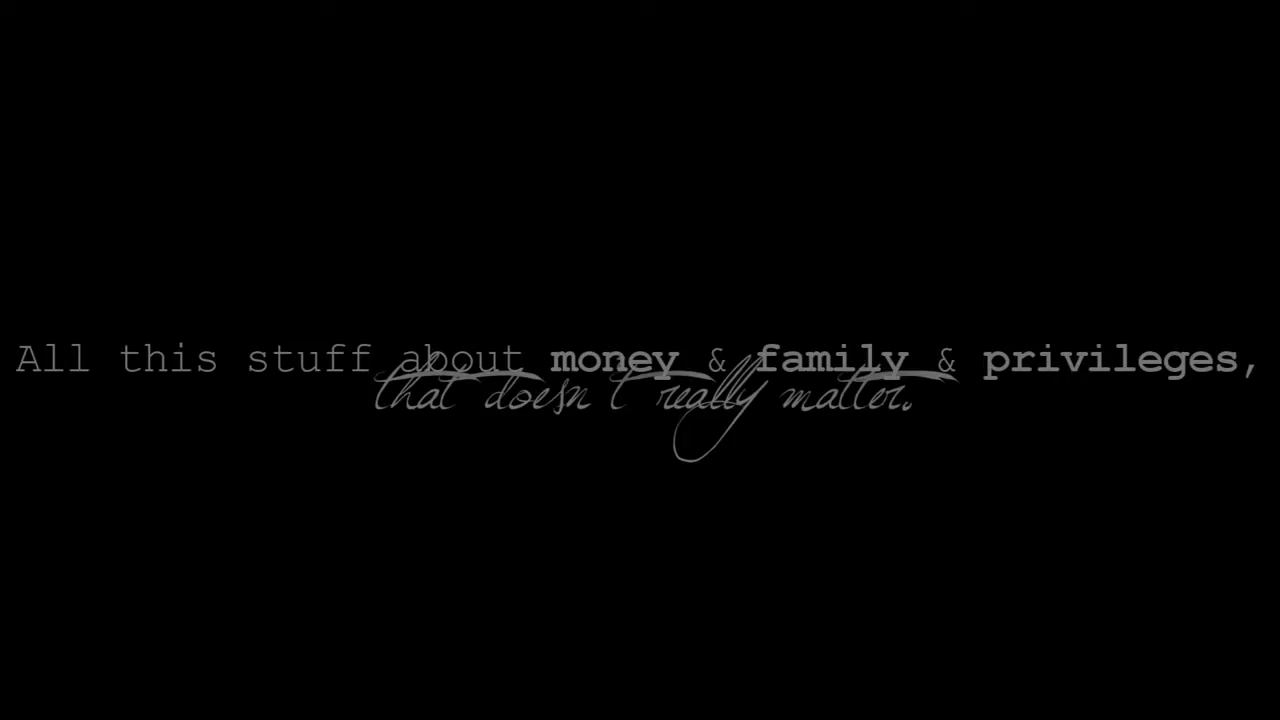 All this stuff about money & family & privileges,
that doesn't really matter.